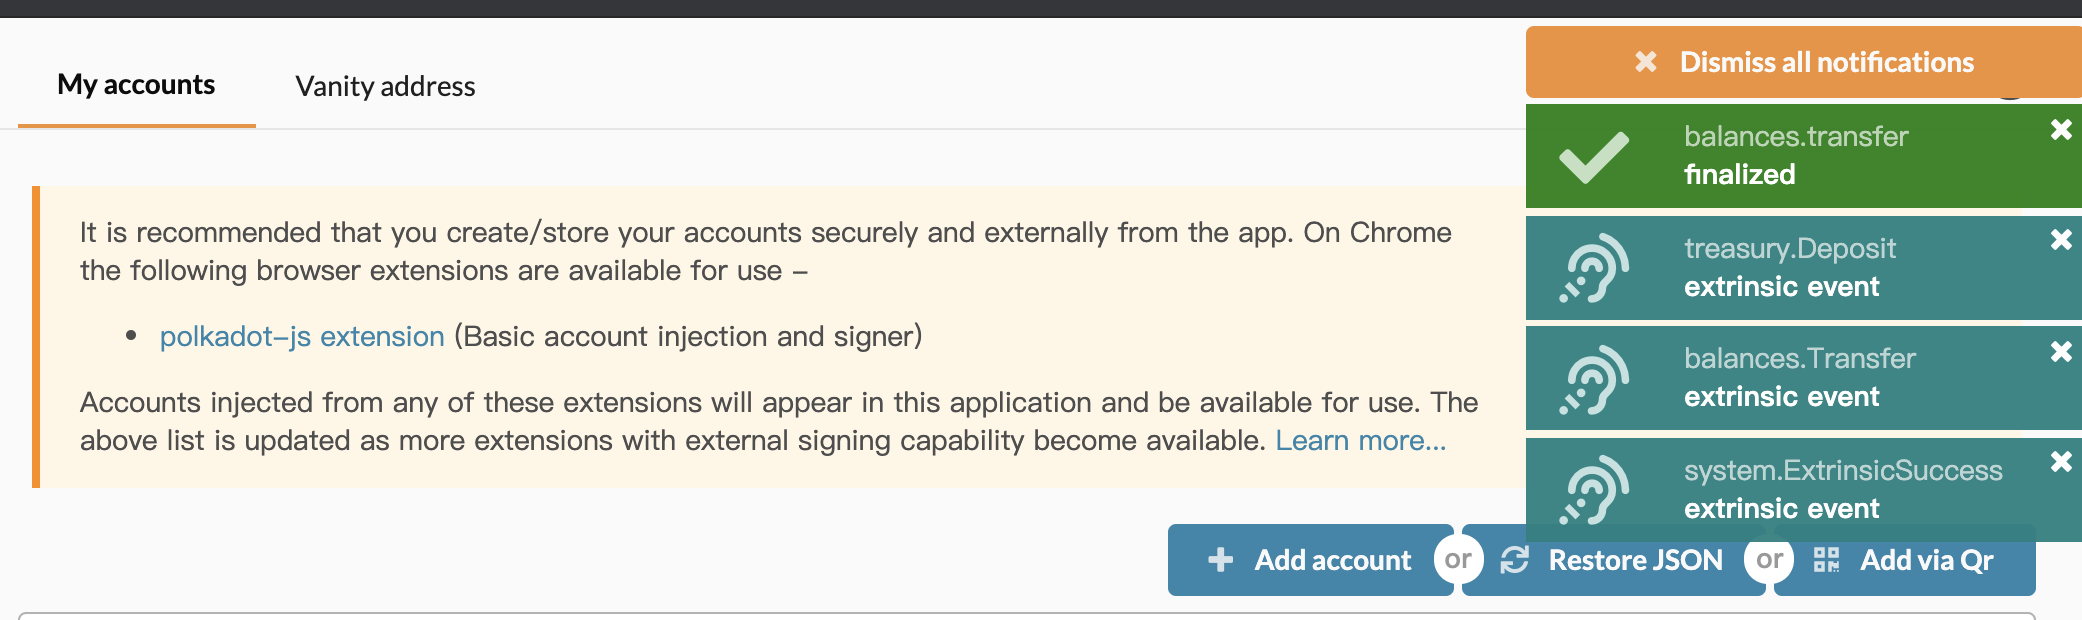 My accounts
Vanity address
Dismiss all notifications
balances.transfer
finalized
treasury.Deposit
extrinsic event
balances.Transfer
extrinsic event
system.ExtrinsicSuccess
extrinsic event
It is recommended that you create/store your accounts securely and externally from the app. On Chrome
the following browser extensions are available for use –
• polkadot-js extension (Basic account injection and signer)
Accounts injected from any of these extensions will appear in this application and be available for use. The
above list is updated as more extensions with external signing capability become available. Learn more...
Add account or Restore JSON or Add via Qr